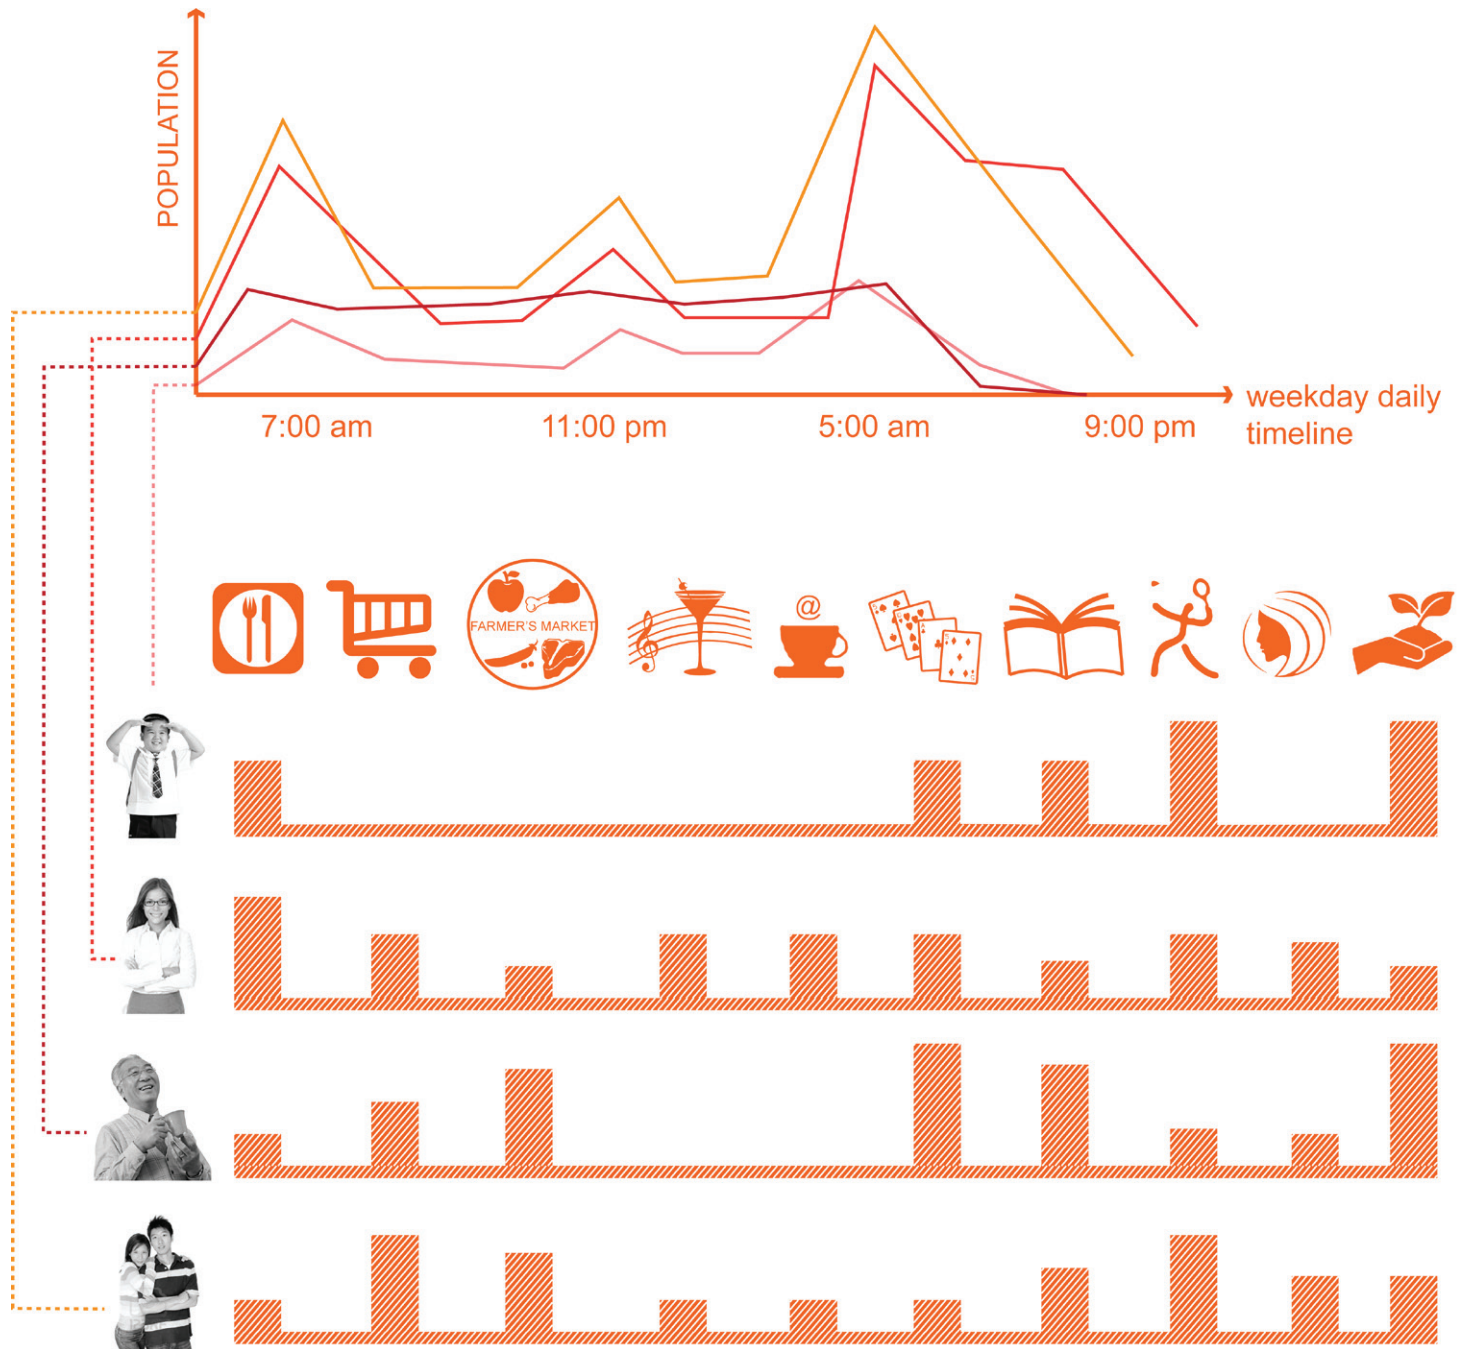 POPULATION
weekday daily
timeline
7:00 am
11:00 pm
5:00 am
9:00 pm
@
FARMER'S MARKET